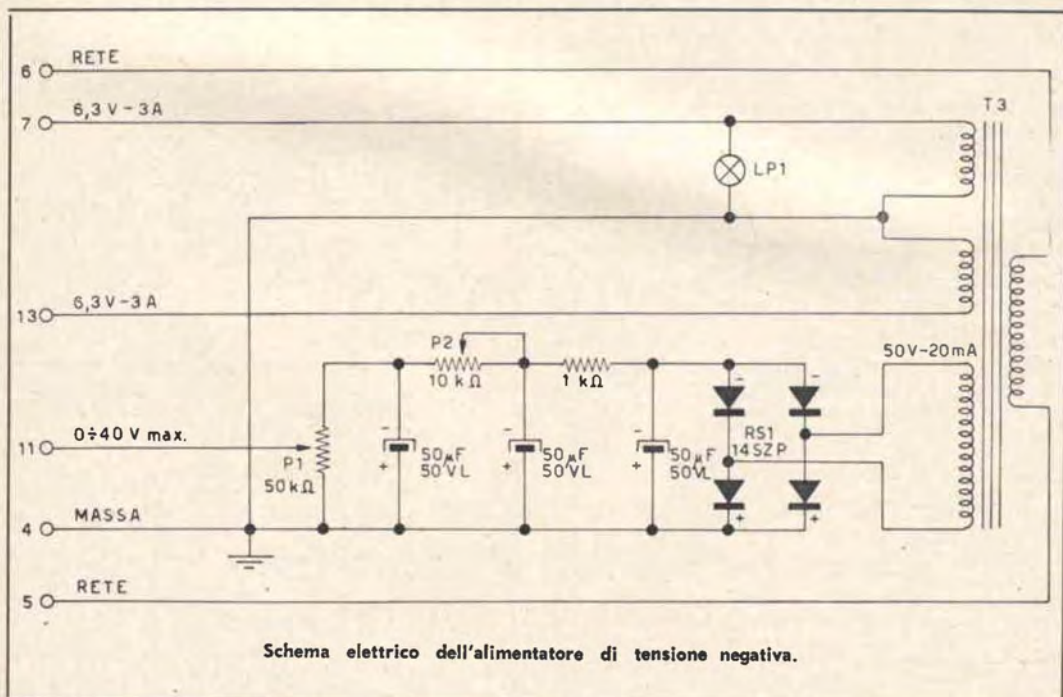 6 RETE
7 6,3 V - 3 A
T3
LP1
13 6,3 V - 3 A
50 V - 20 mA
P2
10 kΩ
1 kΩ
11 0÷40 V max.
P1
50 kΩ
-
50 µF
50 VL
+
-
50 µF
50 VL
+
-
50 µF
50 VL
+
-
-
RS1
14 SZP
+
+
4 MASSA
5 RETE
Schema elettrico dell'alimentatore di tensione negativa.